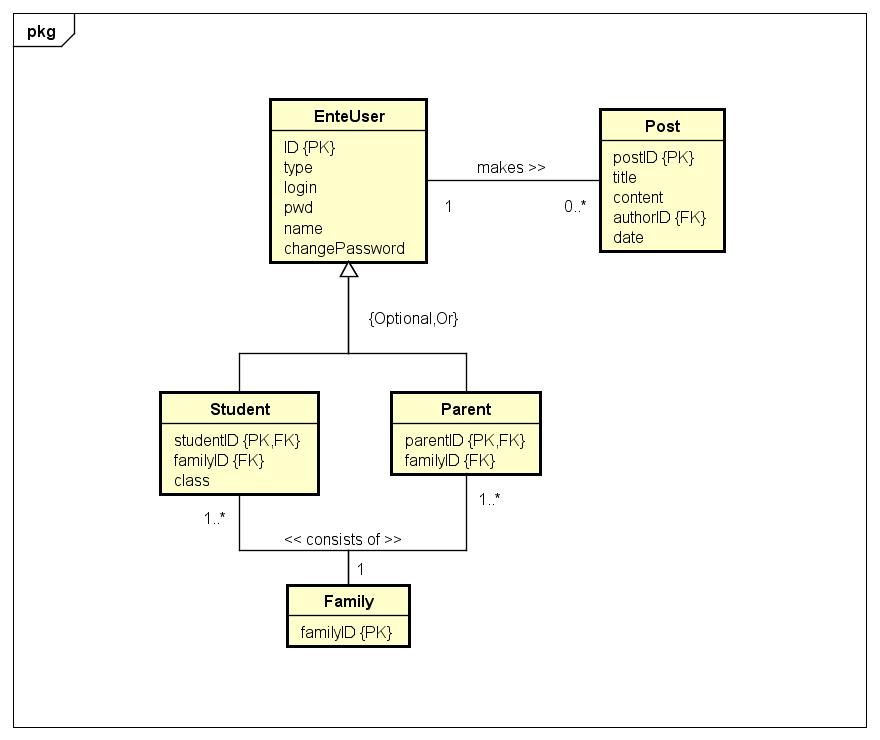 pkg
EnteUser
ID {PK}
type
login
pwd
name
changePassword
makes >>
1
0..*
Post
postID {PK}
title
content
authorID {FK}
date
{Optional,Or}
Student
studentID {PK,FK}
familyID {FK}
class
Parent
parentID {PK,FK}
familyID {FK}
1..*
1..*
<< consists of >>
1
Family
familyID {PK}